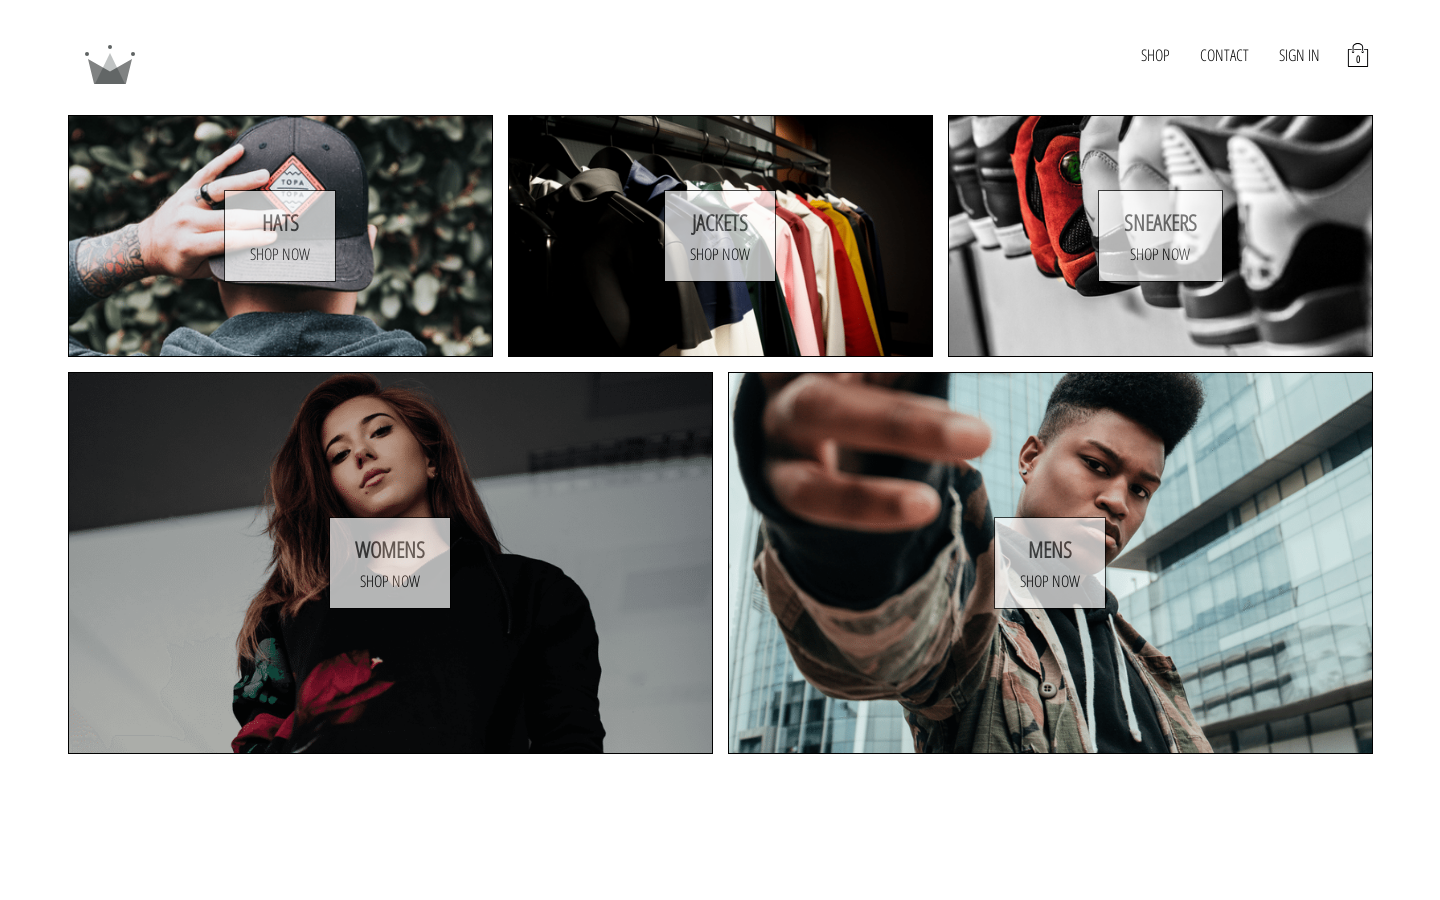 SHOP
CONTACT
SIGN IN
0
TOPA
TOPA
HATS
SHOP NOW
JACKETS
SHOP NOW
SNEAKERS
SHOP NOW
WOMENS
SHOP NOW
MENS
SHOP NOW